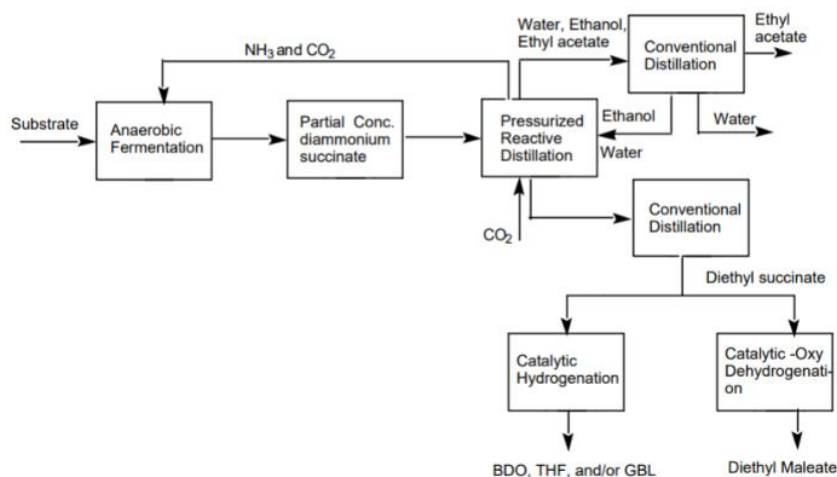 Water, Ethanol,
Ethyl acetate
Conventional
Distillation
Ethyl
acetate
NH₃ and CO₂
Substrate
Anaerobic
Fermentation
Partial Conc.
diammonium
succinate
Pressurized
Reactive
Distillation
Ethanol
Water
Water
CO₂
Conventional
Distillation
Diethyl succinate
Catalytic
Hydrogenation
Catalytic -Oxy
Dehydrogenati-
on
BDO, THF, and/or GBL
Diethyl Maleate